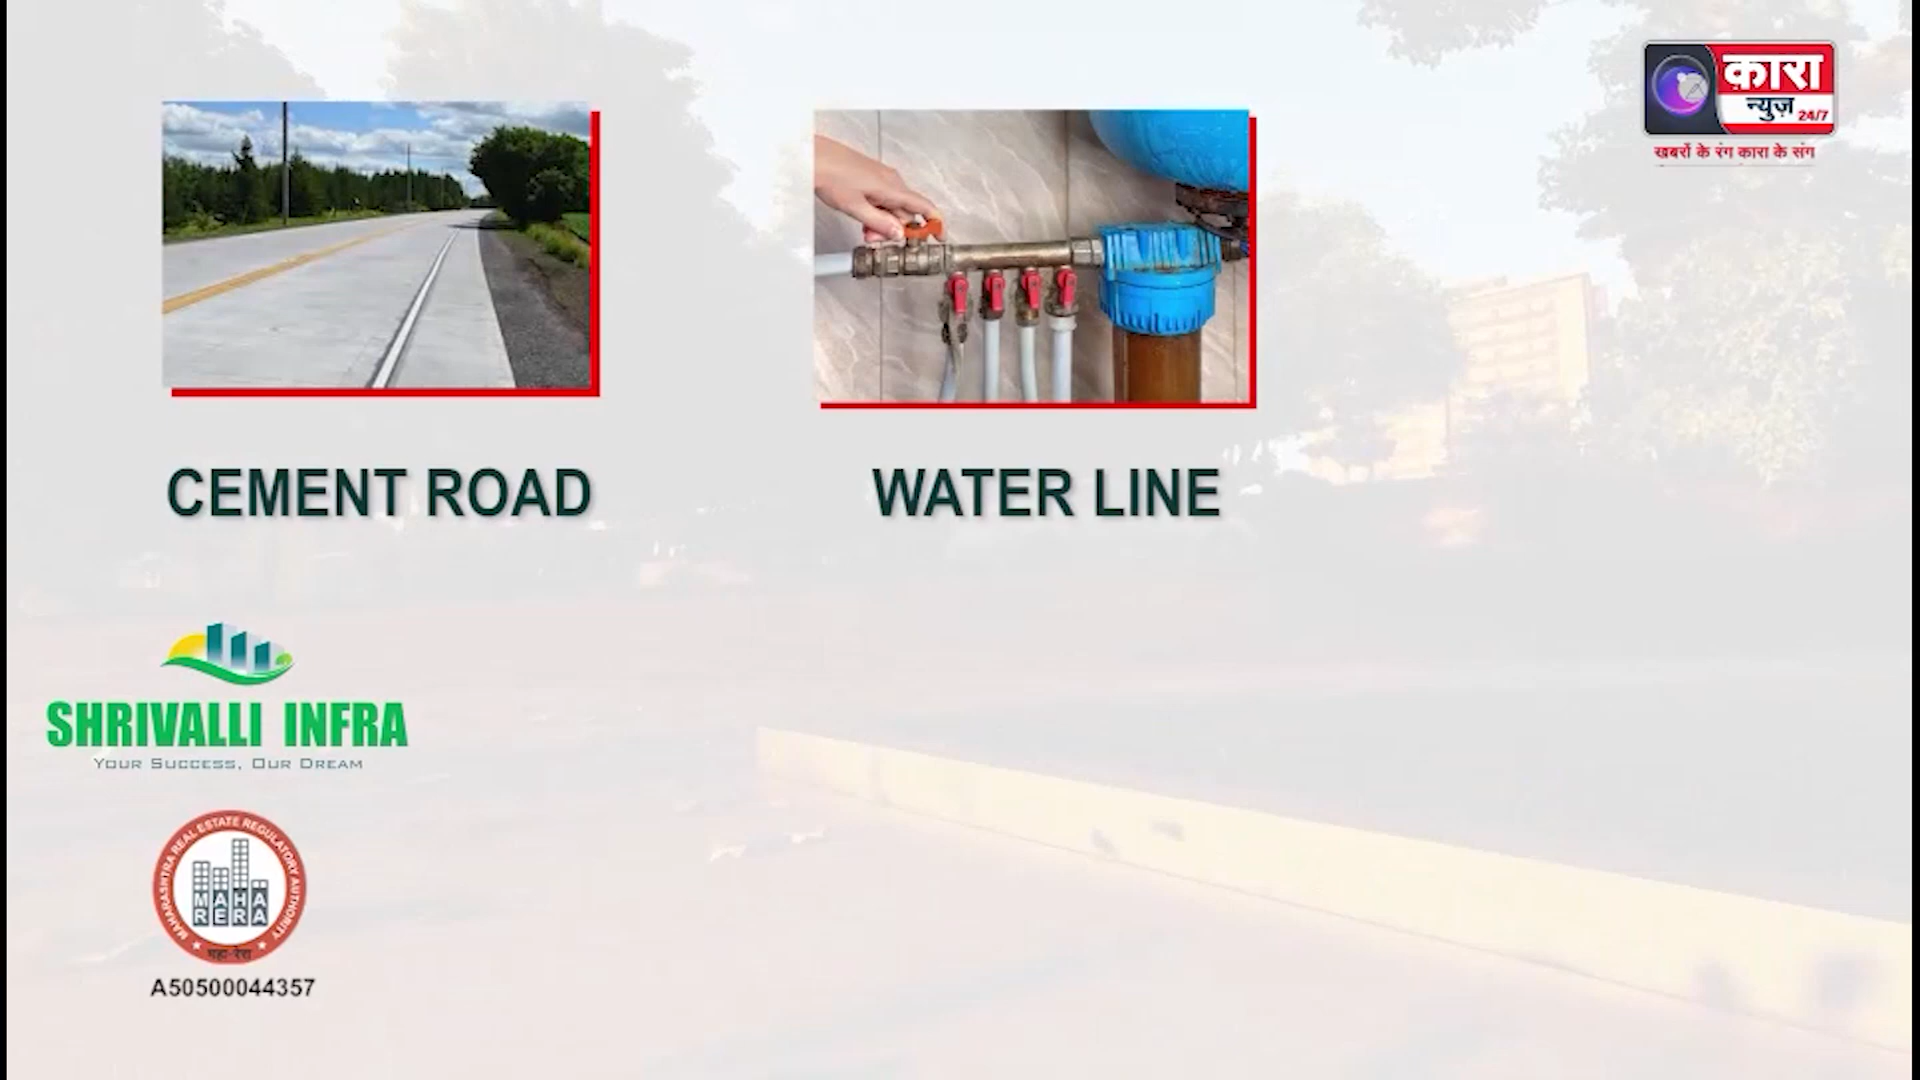 क़ारा
न्युज़ 24/7
खबरों के रंग कारा के संग
CEMENT ROAD
WATER LINE
SHRIVALLI INFRA
YOUR SUCCESS, OUR DREAM
MAHARASHTRA REAL ESTATE REGULATORY AUTHORITY
MAHA
RERA
महा-रेरा
A50500044357